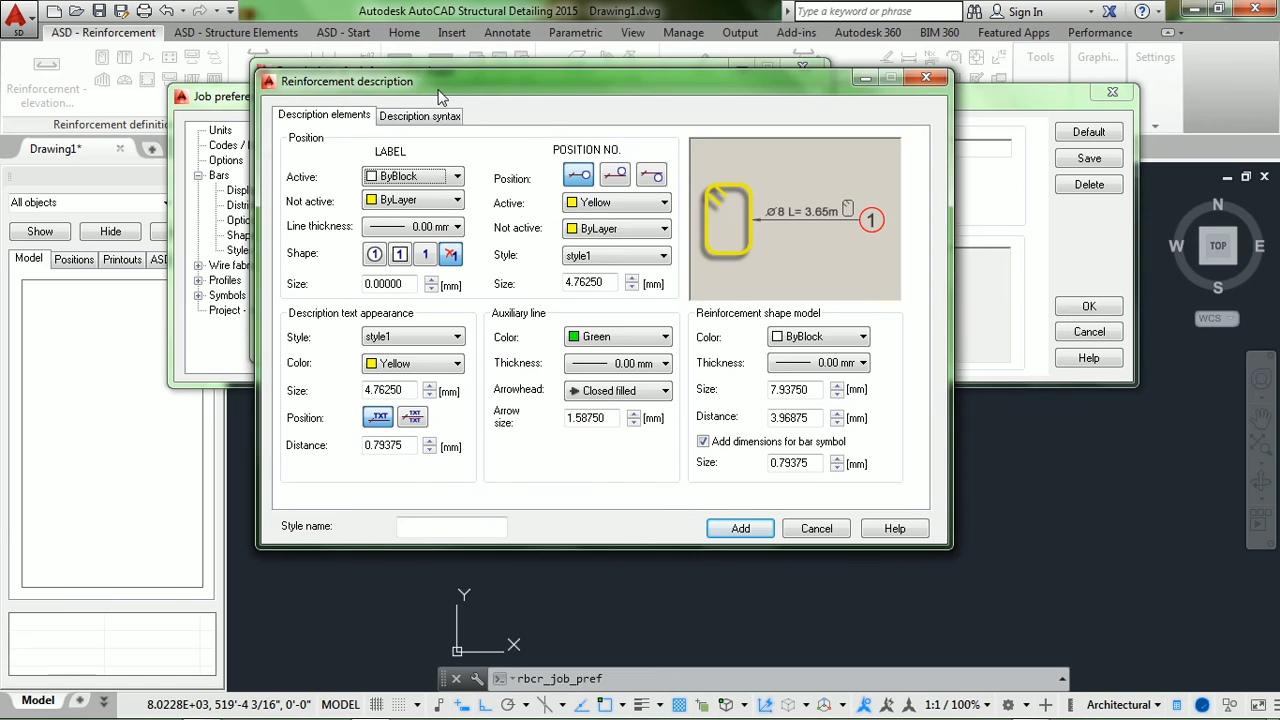 Autodesk AutoCAD Structural Detailing 2015 Drawing1.dwg
Type a keyword or phrase
Sign In
SD
ASD - Reinforcement
ASD - Structure Elements
ASD - Start
Home
Insert
Annotate
Parametric
View
Manage
Output
Add-ins
Autodesk 360
BIM 360
Featured Apps
Performance
Reinforcement -
elevation...
Tools
Settings
Drawing1*
All objects
Show
Hide
Model
Positions
Printouts
Units
Options
Bars
Wire
Profiles
Symbols
Project -
Reinforcement description
Description elements
Description syntax
Position
LABEL
POSITION NO.
Active:
ByBlock
Position:
Not active:
ByLayer
Active:
Yellow
Line thickness:
0.00 mm
Not active:
ByLayer
Shape:
1
1
1
1
Style:
style1
Size:
0.00000
[mm]
Size:
4.76250
[mm]
Ø8 L= 3.65m
1
Description text appearance
Style:
style1
Color:
Yellow
Size:
4.76250
[mm]
Position:
TXT
TXT
TXT
Distance:
0.79375
[mm]
Auxiliary line
Color:
Green
Thickness:
0.00 mm
Arrowhead:
Closed filled
Arrow
size:
1.58750
[mm]
Reinforcement shape model
Color:
ByBlock
Thickness:
0.00 mm
Size:
7.93750
[mm]
Distance:
3.96875
[mm]
Add dimensions for bar symbol
Size:
0.79375
[mm]
Style name:
Add
Cancel
Help
Default
Save
Delete
OK
Cancel
Help
N
W
TOP
E
S
WCS
Y
X
rbcr_job_pref
Model
8.0228E+03, 519'-4 3/16", 0'-0"
MODEL
1:1 / 100%
Architectural